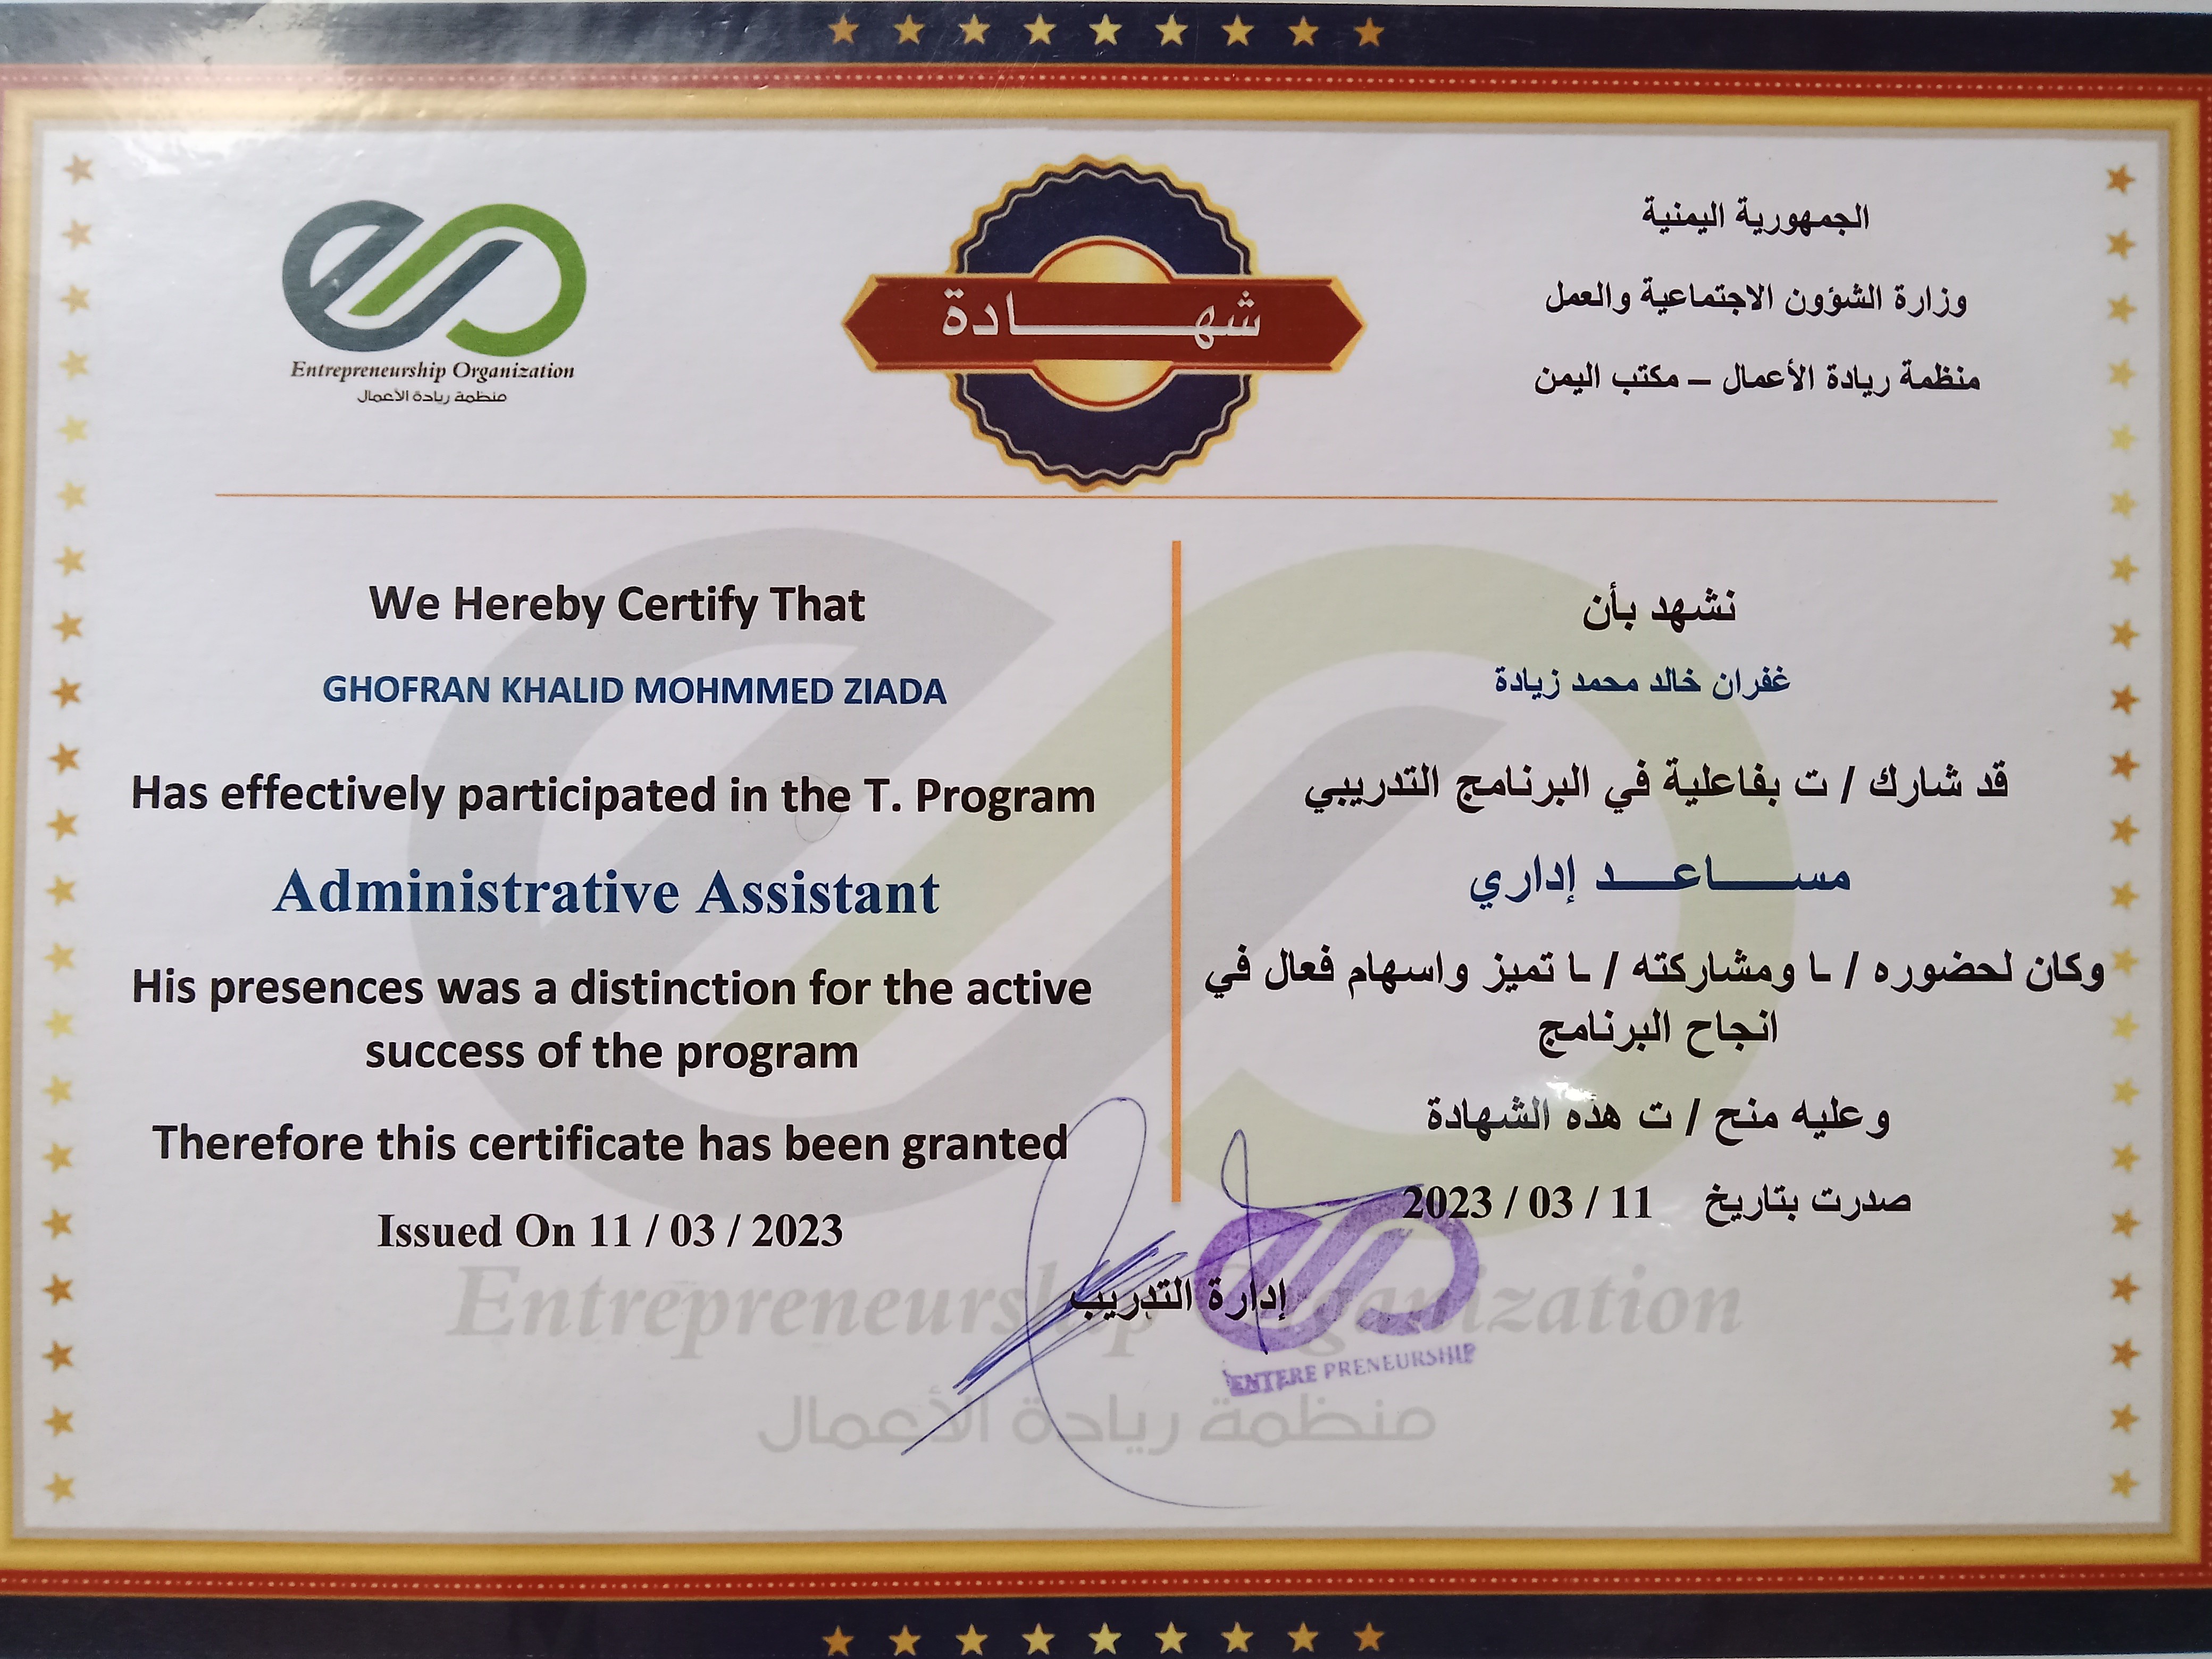 Entrepreneurship Organization
منظمة ريادة الأعمال
شهـــــــادة
الجمهورية اليمنية
وزارة الشؤون الاجتماعية والعمل
منظمة ريادة الأعمال – مكتب اليمن
We Hereby Certify That
GHOFRAN KHALID MOHMMED ZIADA
Has effectively participated in the T. Program
Administrative Assistant
His presences was a distinction for the active
success of the program
Therefore this certificate has been granted
Issued On 11 / 03 / 2023
نشهد بأن
غفران خالد محمد زيادة
قد شارك / ت بفاعلية في البرنامج التدريبي
مســـــاعـــــد إداري
وكان لحضوره / ـا ومشاركته / ـا تميز واسهام فعال في
انجاح البرنامج
وعليه منح / ت هذه الشهادة
صدرت بتاريخ 11 / 03 / 2023
إدارة التدريب
ENTERE PRENEURSHIP
Entrepreneurship Organization
منظمة ريادة الأعمال